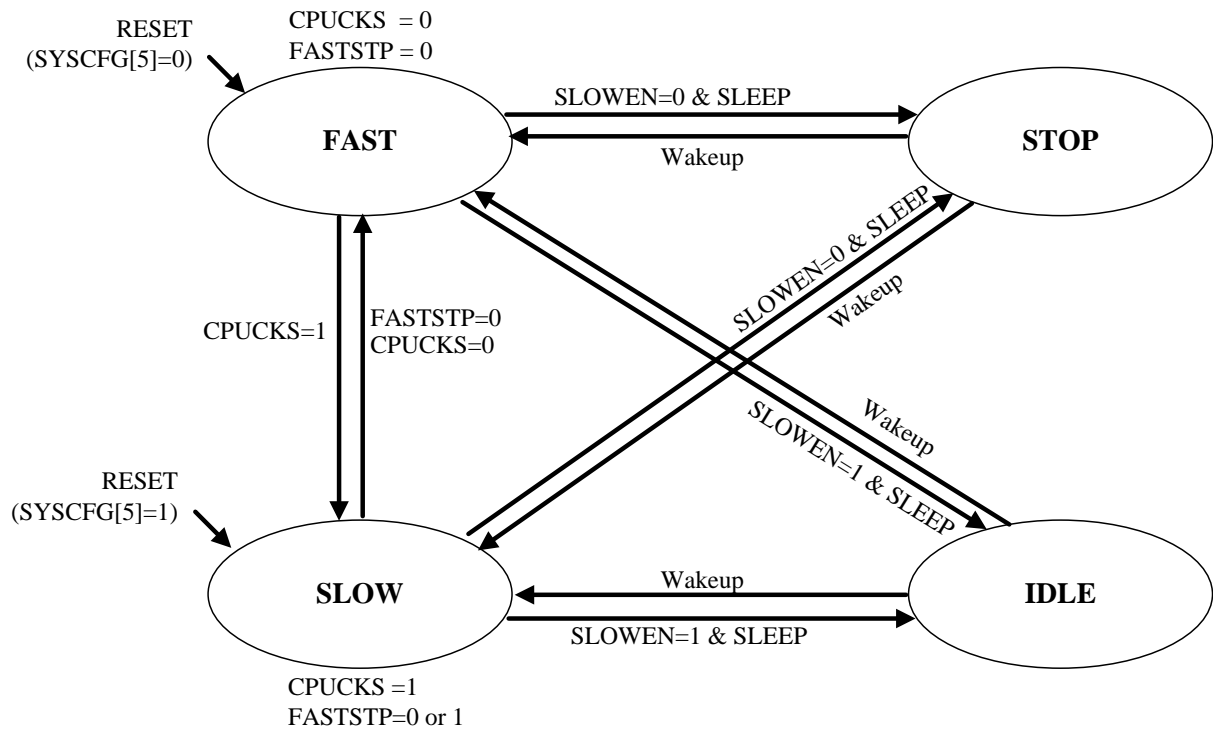 RESET
(SYSCFG[5]=0)
CPUCKS = 0
FASTSTP = 0
FAST
SLOWEN=0 & SLEEP
Wakeup
STOP
SLOWEN=0 & SLEEP
Wakeup
CPUCKS=1
FASTSTP=0
CPUCKS=0
Wakeup
SLOWEN=1 & SLEEP
RESET
(SYSCFG[5]=1)
SLOW
Wakeup
SLOWEN=1 & SLEEP
IDLE
CPUCKS =1
FASTSTP=0 or 1